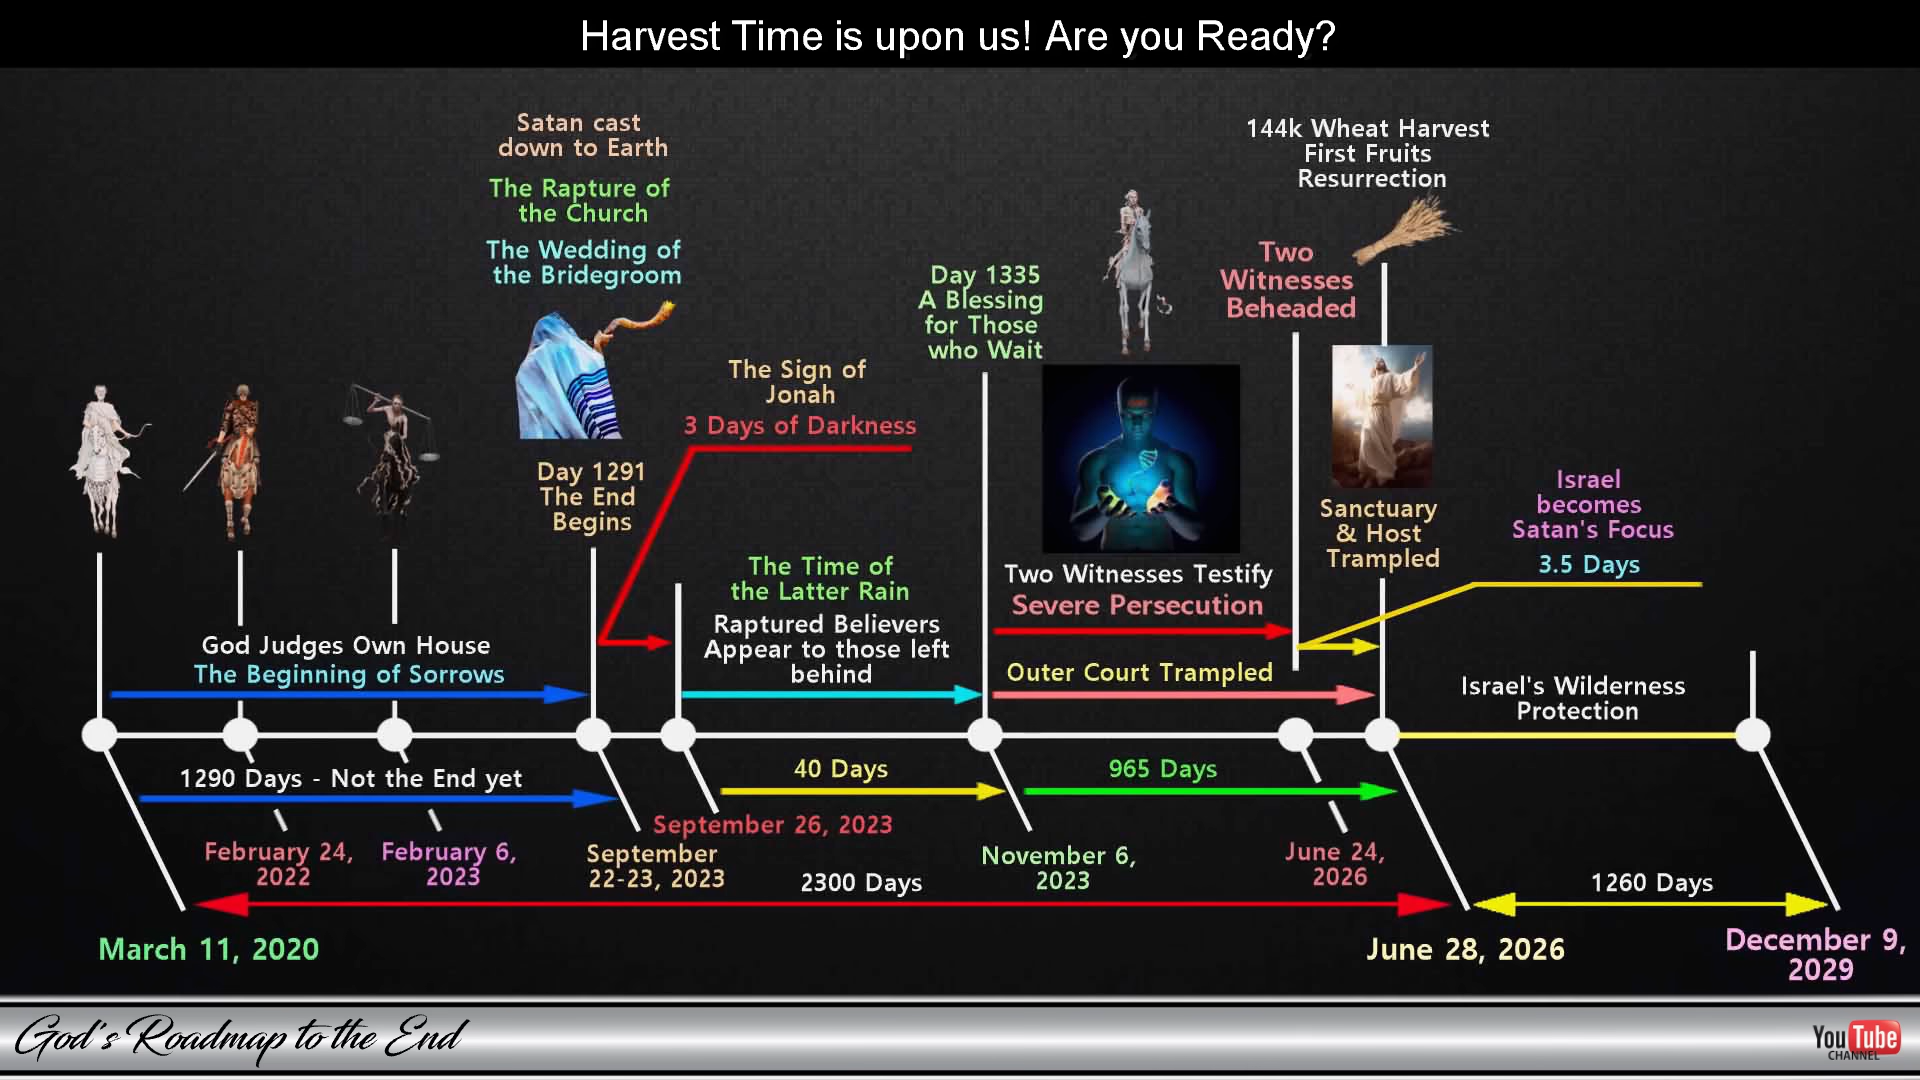 Harvest Time is upon us! Are you Ready?
Satan cast
down to Earth
The Rapture of
the Church
The Wedding of
the Bridegroom
Day 1291
The End
Begins
The Sign of
Jonah
3 Days of Darkness
Day 1335
A Blessing
for Those
who Wait
144k Wheat Harvest
First Fruits
Resurrection
Two
Witnesses
Beheaded
Sanctuary
& Host
Trampled
Israel
becomes
Satan's Focus
3.5 Days
God Judges Own House
The Beginning of Sorrows
The Time of
the Latter Rain
Raptured Believers
Appear to those left
behind
Two Witnesses Testify
Severe Persecution
Outer Court Trampled
Israel's Wilderness
Protection
1290 Days - Not the End yet
40 Days
965 Days
February 24,
2022
February 6,
2023
September
22-23, 2023
September 26, 2023
November 6,
2023
June 24,
2026
2300 Days
1260 Days
March 11, 2020
June 28, 2026
December 9,
2029
God's Roadmap to the End
YouTube
CHANNEL